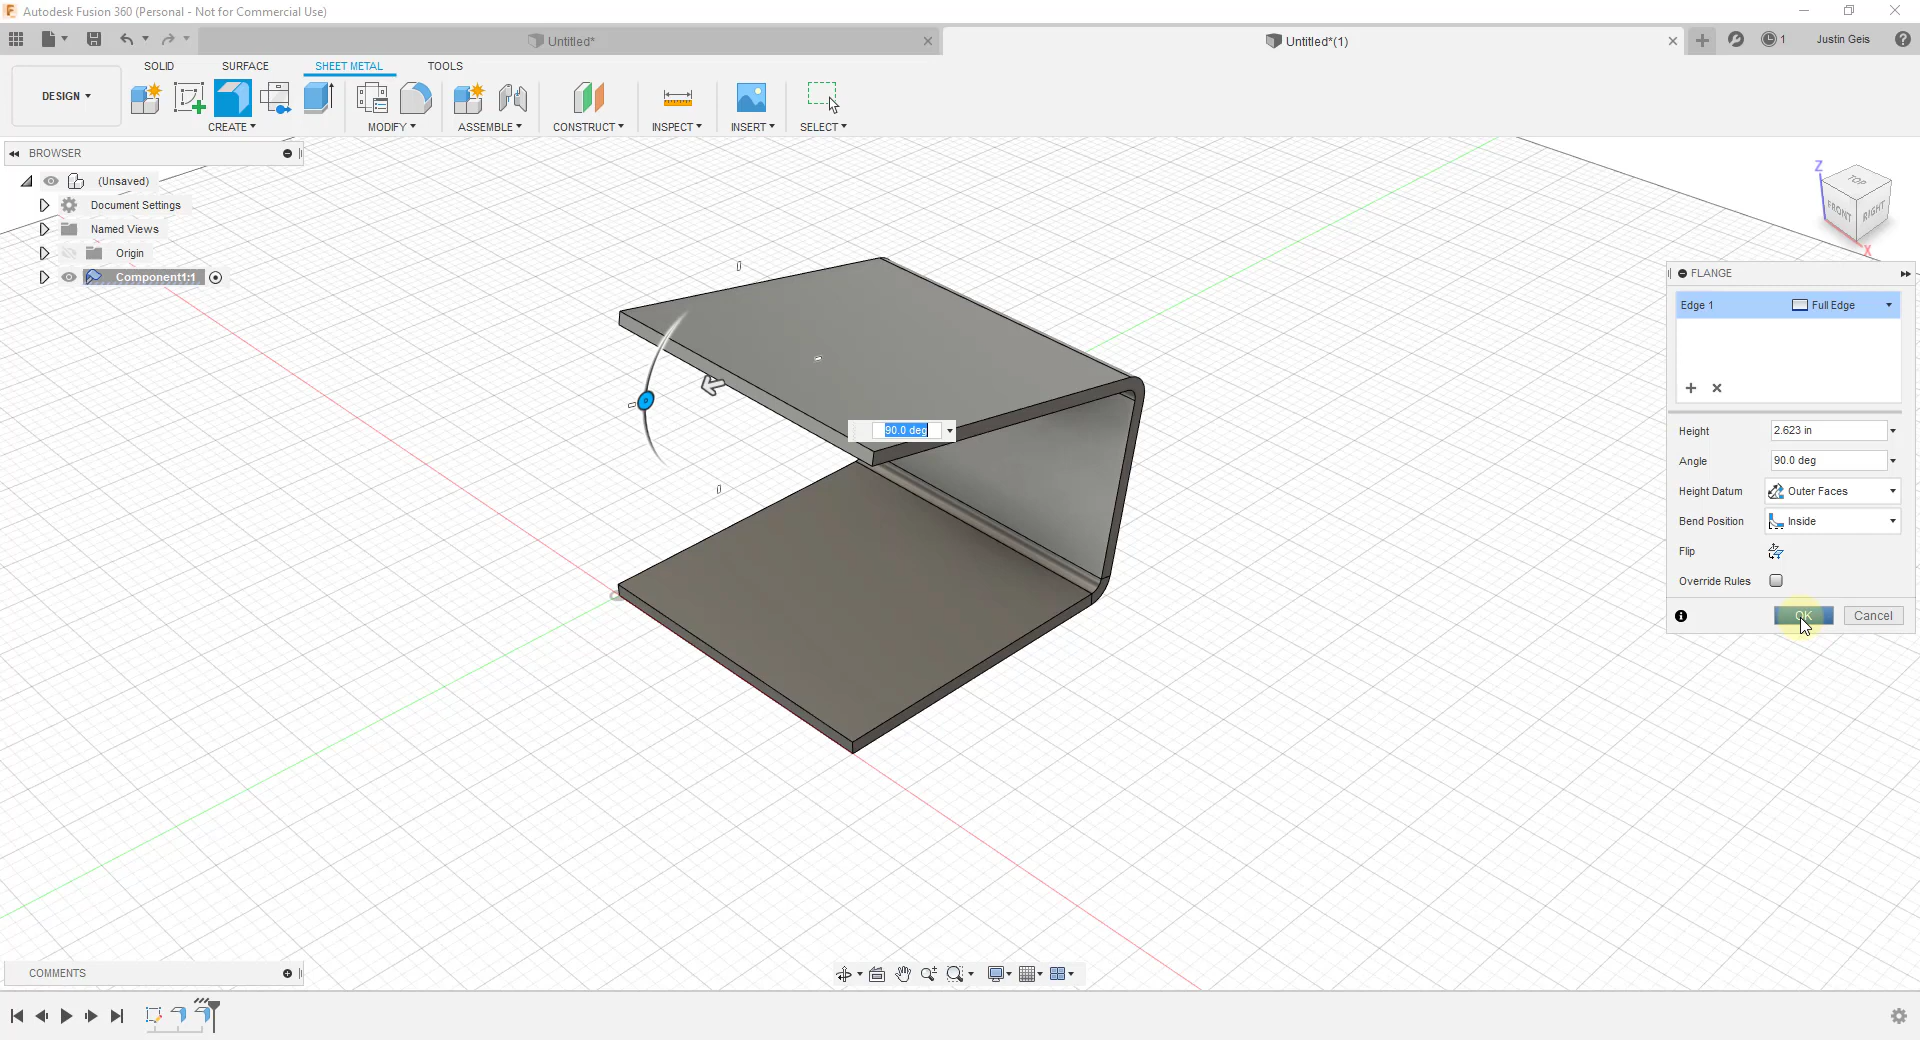 Autodesk Fusion 360 (Personal - Not for Commercial Use)
Untitled*
Untitled*(1)
1
Justin Geis
SOLID
SURFACE
SHEET METAL
TOOLS
DESIGN
CREATE
MODIFY
ASSEMBLE
CONSTRUCT
INSPECT
INSERT
SELECT
BROWSER
(Unsaved)
Document Settings
Named Views
Origin
Component1:1
Z
TOP
FRONT
RIGHT
X
FLANGE
Edge 1
Full Edge
90.0 deg
Height
2.623 in
Angle
90.0 deg
Height Datum
Outer Faces
Bend Position
Inside
Flip
Override Rules
OK
Cancel
COMMENTS